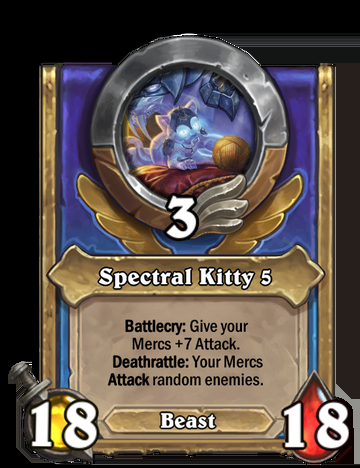 3
Spectral Kitty 5
Battlecry: Give your
Mercs +7 Attack.
Deathrattle: Your Mercs
Attack random enemies.
18
Beast
18